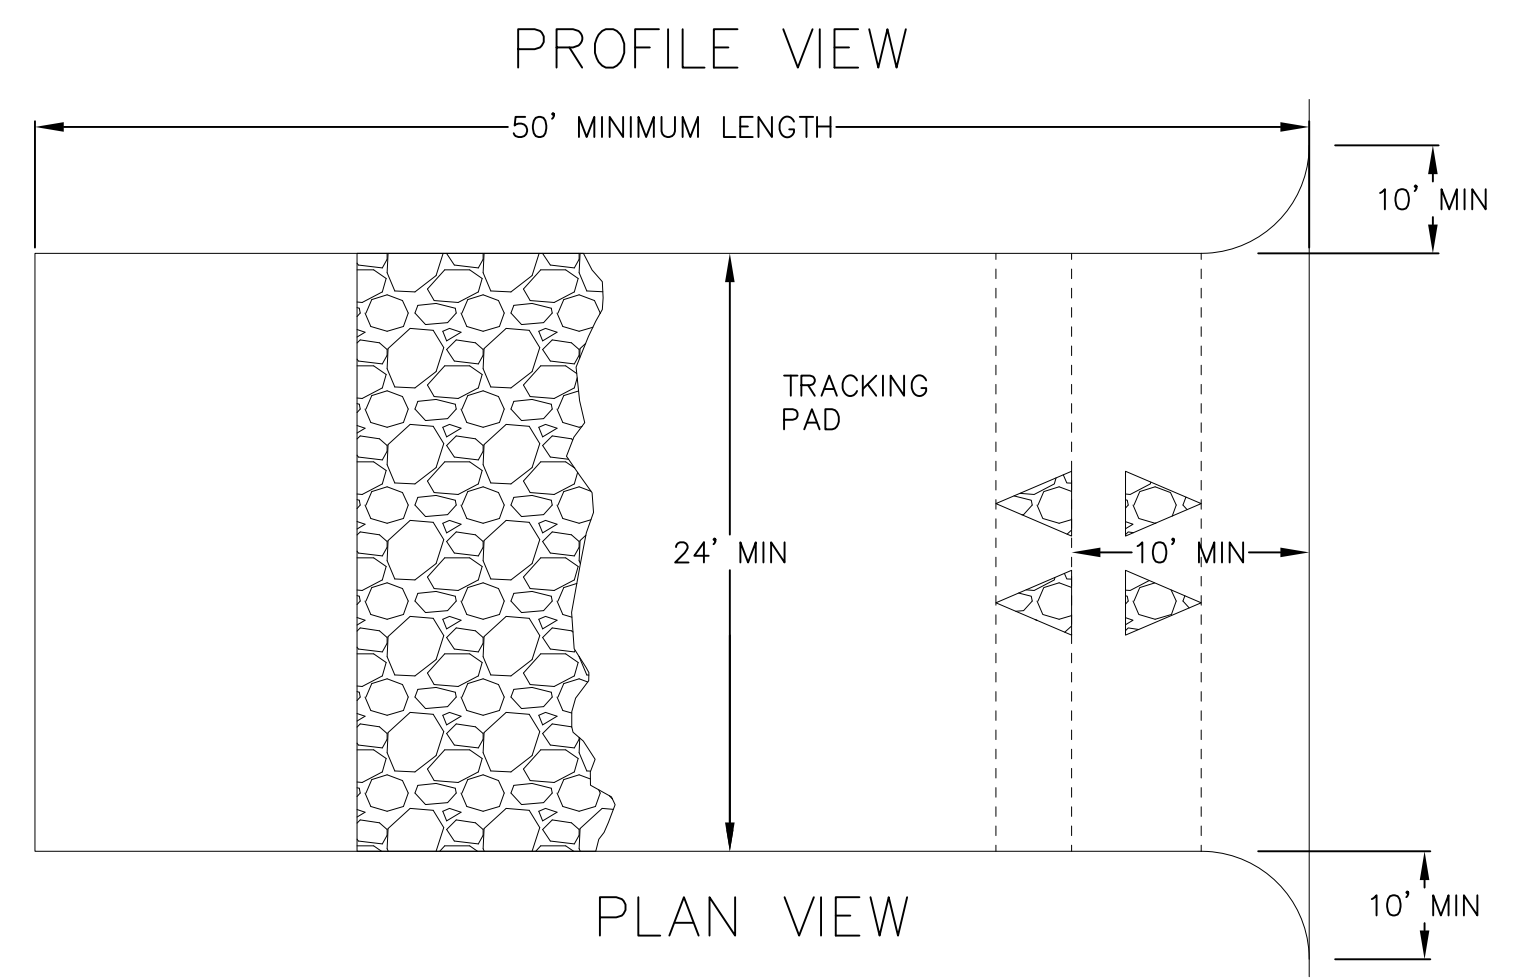 PROFILE VIEW
50' MINIMUM LENGTH
10' MIN
TRACKING
PAD
24' MIN
10' MIN
10' MIN
PLAN VIEW